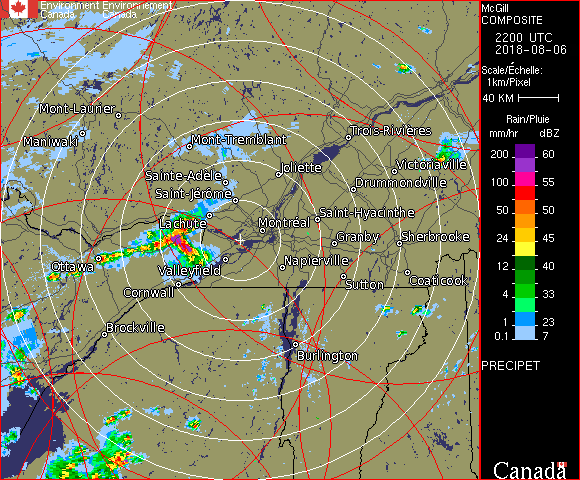 Environment Environnement
Canada Canada
McGill
COMPOSITE
2200 UTC
2018-08-06
Scale/Échelle:
1km/Pixel
40 KM
Rain/Pluie
mm/hr dBZ
200 60
150 57
100 55
50 50
24 45
12 40
4 33
1 23
0.1 7
PRECIPET
Canada
Mont-Laurier
Maniwaki
Mont-Tremblant
Trois-Rivières
Joliette
Victoriaville
Sainte-Adèle
Drummondville
Saint-Jérôme
Lachute
Saint-Hyacinthe
Montréal
Granby
Sherbrooke
Ottawa
Valleyfield
Napierville
Cornwall
Sutton
Coaticook
Brockville
Burlington